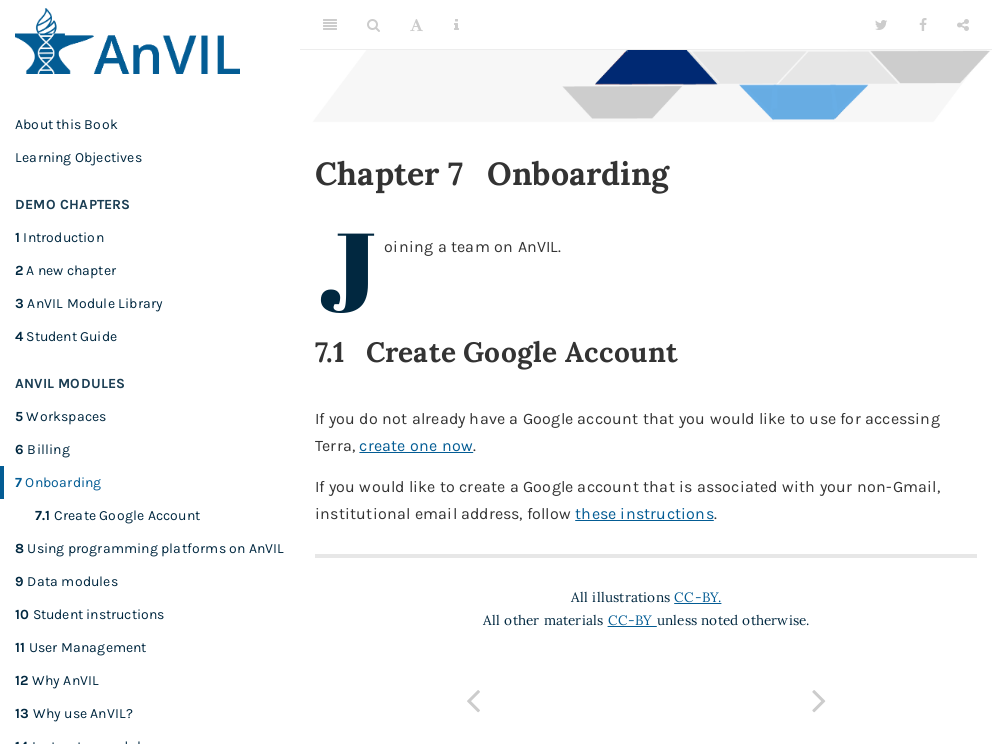 AnVIL
About this Book
Learning Objectives
DEMO CHAPTERS
1 Introduction
2 A new chapter
3 AnVIL Module Library
4 Student Guide
ANVIL MODULES
5 Workspaces
6 Billing
7 Onboarding
7.1 Create Google Account
8 Using programming platforms on AnVIL
9 Data modules
10 Student instructions
11 User Management
12 Why AnVIL
13 Why use AnVIL?
Chapter 7 Onboarding
Joining a team on AnVIL.
7.1 Create Google Account
If you do not already have a Google account that you would like to use for accessing
Terra, create one now.
If you would like to create a Google account that is associated with your non-Gmail,
institutional email address, follow these instructions.
All illustrations CC-BY.
All other materials CC-BY unless noted otherwise.